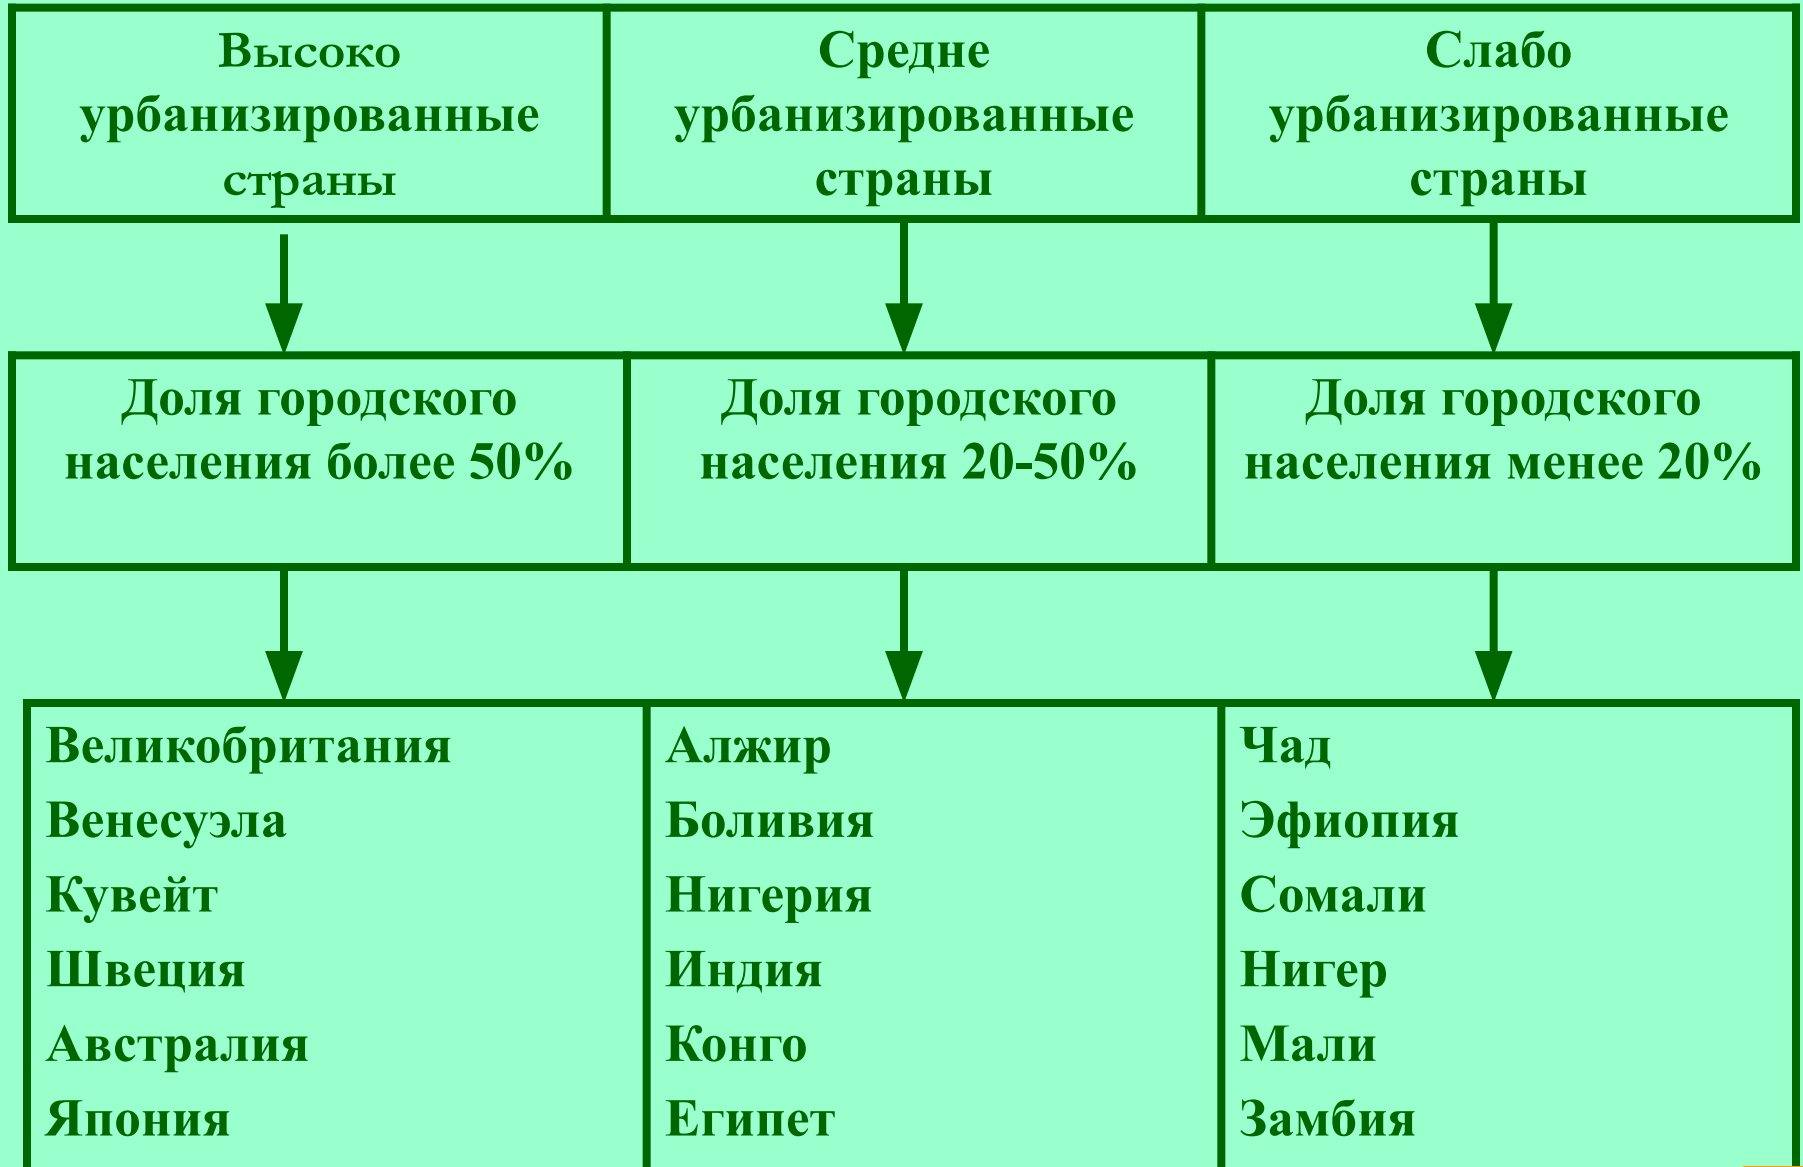 Высоко
урбанизированные
страны
Средне
урбанизированные
страны
Слабо
урбанизированные
страны
Доля городского
населения более 50%
Доля городского
населения 20-50%
Доля городского
населения менее 20%
Великобритания
Венесуэла
Кувейт
Швеция
Австралия
Япония
Алжир
Боливия
Нигерия
Индия
Конго
Египет
Чад
Эфиопия
Сомали
Нигер
Мали
Замбия